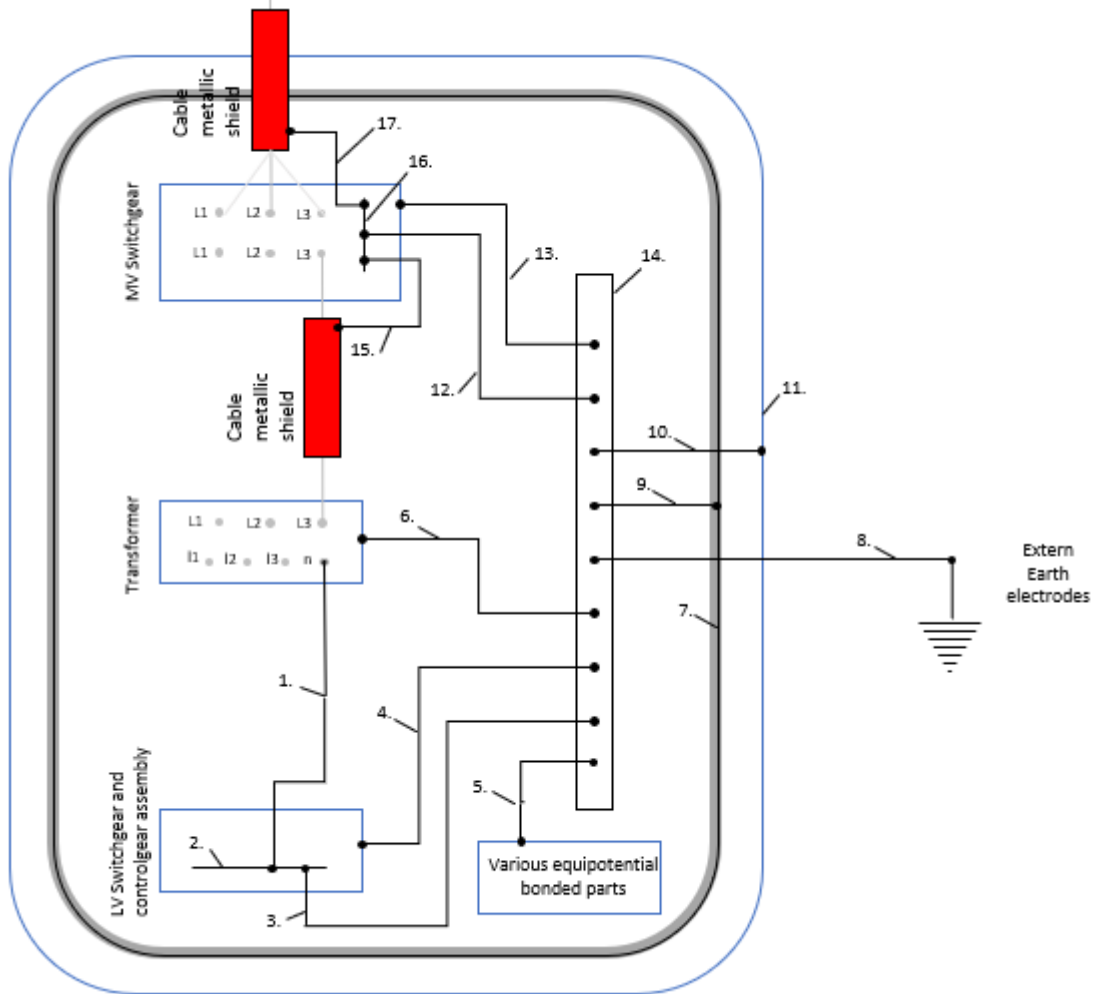 Cable
metallic
shield
17.
16.
MV Switchgear
L1 L2 L3
L1 L2 L3
13.
14.
15.
12.
Cable
metallic
shield
11.
10.
9.
8.
Extern
Earth
electrodes
7.
Transformer
L1 L2 L3
l1 l2 l3 n
6.
1.
4.
5.
LV Switchgear and
controlgear assembly
2.
3.
Various equipotential
bonded parts